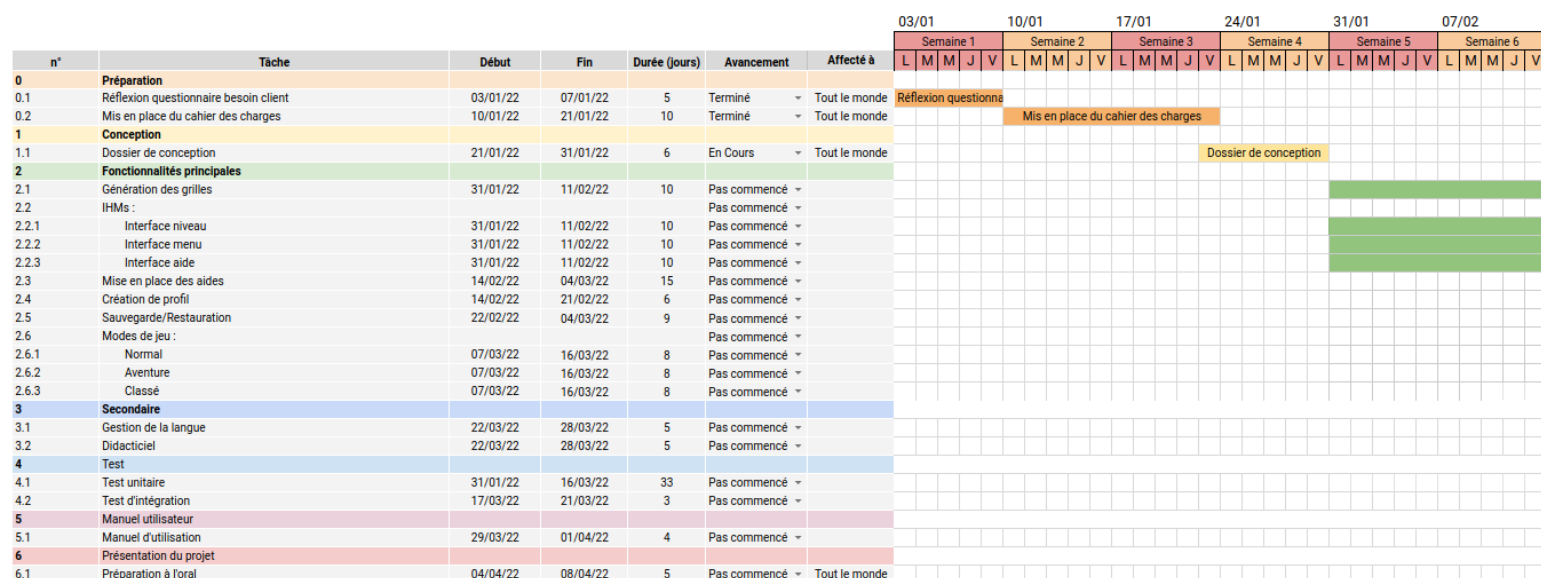 03/01 10/01 17/01 24/01 31/01 07/02
Semaine 1 Semaine 2 Semaine 3 Semaine 4 Semaine 5 Semaine 6
n° Tâche Début Fin Durée (jours) Avancement Affecté à L M M J V L M M J V L M M J V L M M J V L M M J V L M M J V
0 Préparation
0.1 Réflexion questionnaire besoin client 03/01/22 07/01/22 5 Terminé Tout le monde Réflexion questionna
0.2 Mis en place du cahier des charges 10/01/22 21/01/22 10 Terminé Tout le monde Mis en place du cahier des charges
1 Conception
1.1 Dossier de conception 21/01/22 31/01/22 6 En Cours Tout le monde Dossier de conception
2 Fonctionnalités principales
2.1 Génération des grilles 31/01/22 11/02/22 10 Pas commencé
2.2 IHMs : Pas commencé
2.2.1 Interface niveau 31/01/22 11/02/22 10 Pas commencé
2.2.2 Interface menu 31/01/22 11/02/22 10 Pas commencé
2.2.3 Interface aide 31/01/22 11/02/22 10 Pas commencé
2.3 Mise en place des aides 14/02/22 04/03/22 15 Pas commencé
2.4 Création de profil 14/02/22 21/02/22 6 Pas commencé
2.5 Sauvegarde/Restauration 22/02/22 04/03/22 9 Pas commencé
2.6 Modes de jeu : Pas commencé
2.6.1 Normal 07/03/22 16/03/22 8 Pas commencé
2.6.2 Aventure 07/03/22 16/03/22 8 Pas commencé
2.6.3 Classé 07/03/22 16/03/22 8 Pas commencé
3 Secondaire
3.1 Gestion de la langue 22/03/22 28/03/22 5 Pas commencé
3.2 Didacticiel 22/03/22 28/03/22 5 Pas commencé
4 Test
4.1 Test unitaire 31/01/22 16/03/22 33 Pas commencé
4.2 Test d'intégration 17/03/22 21/03/22 3 Pas commencé
5 Manuel utilisateur
5.1 Manuel d'utilisation 29/03/22 01/04/22 4 Pas commencé
6 Présentation du projet
6.1 Préparation à l'oral 04/04/22 08/04/22 5 Pas commencé Tout le monde